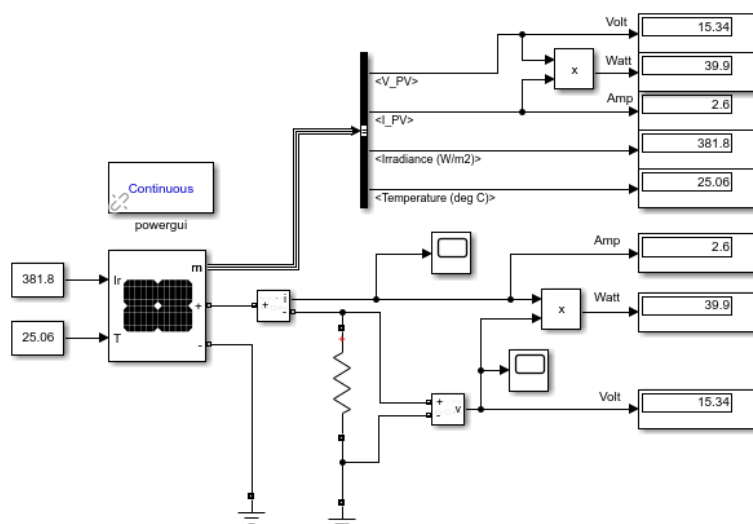 Volt
15.34
Watt
39.9
x
<V_PV>
Amp
2.6
<I_PV>
381.8
<Irradiance (W/m2)>
25.06
<Temperature (deg C)>
Continuous
powergui
m
381.8
Ir
25.06
T
+
-
+
i
-
Amp
2.6
x
Watt
39.9
+
-
v
Volt
15.34